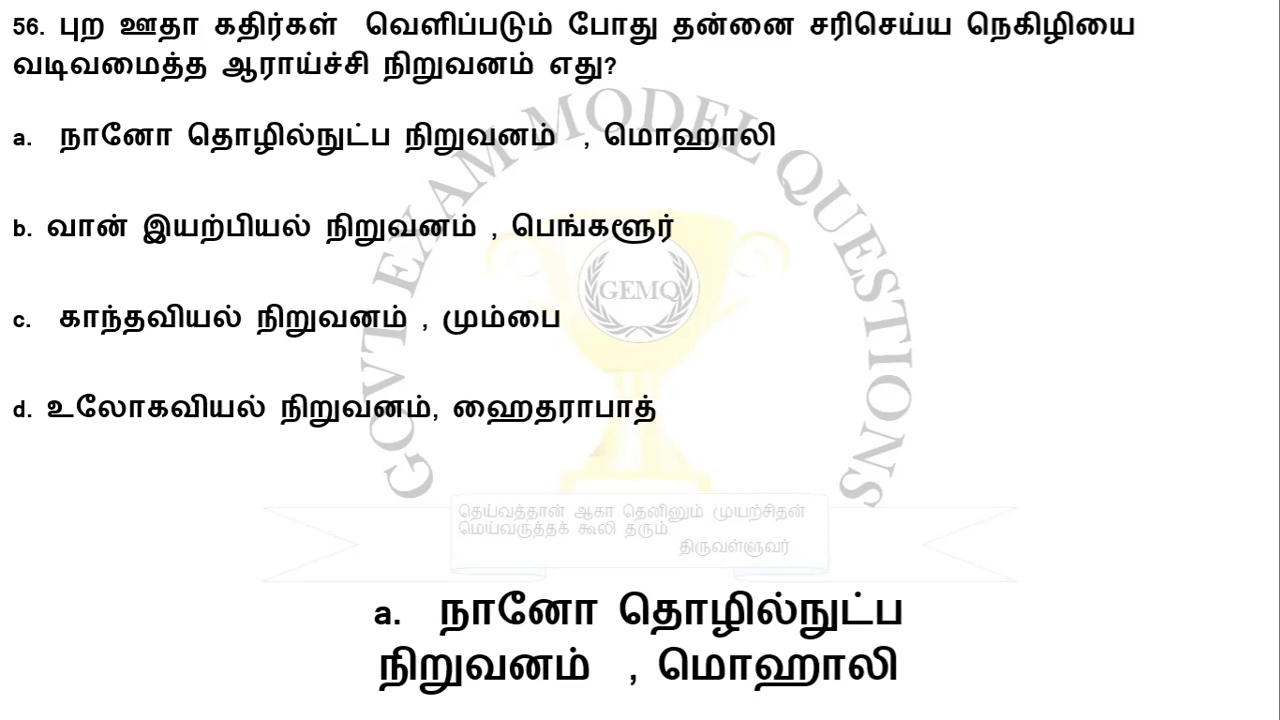 56. புற ஊதா கதிர்கள் வெளிப்படும் போது தன்னை சரிசெய்ய நெகிழியை
வடிவமைத்த ஆராய்ச்சி நிறுவனம் எது?
a. நானோ தொழில்நுட்ப நிறுவனம் , மொஹாலி
b. வான் இயற்பியல் நிறுவனம் , பெங்களூர்
c. காந்தவியல் நிறுவனம் , மும்பை
d. உலோகவியல் நிறுவனம், ஹைதராபாத்
GOVT EXAM MODEL QUESTIONS
GEMQ
தெய்வத்தான் ஆகா தெனினும் முயற்சிதன்
மெய்வருத்தக் கூலி தரும்.
திருவள்ளுவர்
a. நானோ தொழில்நுட்ப
நிறுவனம் , மொஹாலி